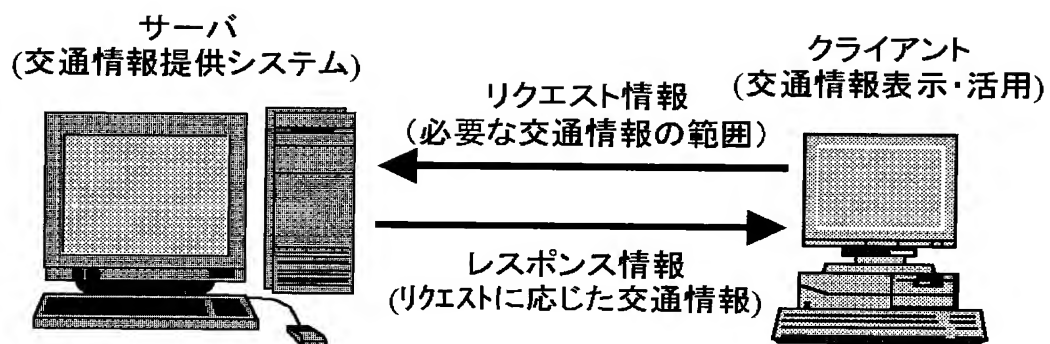 サーバ
(交通情報提供システム)
クライアント
(交通情報表示・活用)
リクエスト情報
(必要な交通情報の範囲)
レスポンス情報
(リクエストに応じた交通情報)